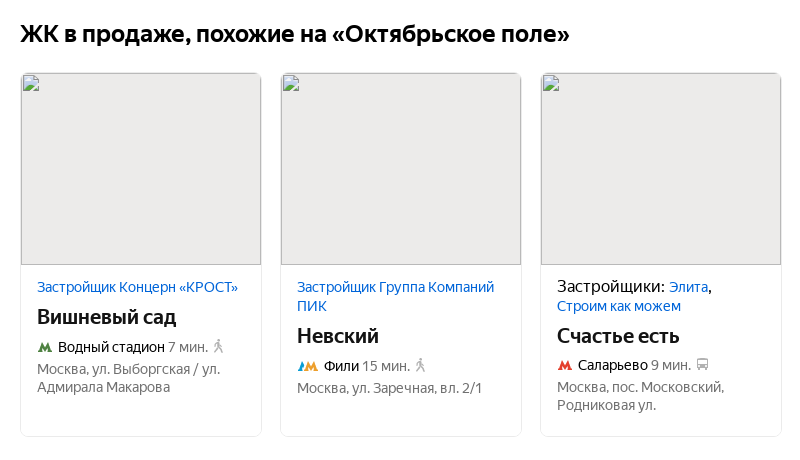 ЖК в продаже, похожие на «Октябрьское поле»
Застройщик Концерн «КРОСТ»
Вишневый сад
Водный стадион 7 мин.
Москва, ул. Выборгская / ул.
Адмирала Макарова
Застройщик Группа Компаний
ПИК
Невский
Фили 15 мин.
Москва, ул. Заречная, вл. 2/1
Застройщики: Элита,
Строим как можем
Счастье есть
Саларьево 9 мин.
Москва, пос. Московский,
Родниковая ул.